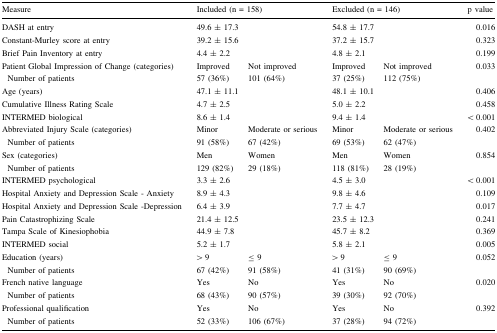 Measure Included (n = 158) Excluded (n = 146) p value
DASH at entry 49.6 ± 17.3 54.8 ± 17.7 0.016
Constant-Murley score at entry 39.2 ± 15.6 37.2 ± 15.7 0.323
Brief Pain Inventory at entry 4.4 ± 2.2 4.8 ± 2.1 0.199
Patient Global Impression of Change (categories) Improved Not improved Improved Not improved 0.033
Number of patients 57 (36%) 101 (64%) 37 (25%) 112 (75%)
Age (years) 47.1 ± 11.1 48.1 ± 10.1 0.406
Cumulative Illness Rating Scale 4.7 ± 2.5 5.0 ± 2.2 0.458
INTERMED biological 8.6 ± 1.4 9.4 ± 1.4 < 0.001
Abbreviated Injury Scale (categories) Minor Moderate or serious Minor Moderate or serious 0.402
Number of patients 91 (58%) 67 (42%) 69 (53%) 62 (47%)
Sex (categories) Men Women Men Women 0.854
Number of patients 129 (82%) 29 (18%) 118 (81%) 28 (19%)
INTERMED psychological 3.3 ± 2.6 4.5 ± 3.0 < 0.001
Hospital Anxiety and Depression Scale - Anxiety 8.9 ± 4.3 9.8 ± 4.6 0.109
Hospital Anxiety and Depression Scale -Depression 6.4 ± 3.9 7.7 ± 4.7 0.017
Pain Catastrophizing Scale 21.4 ± 12.5 23.5 ± 12.3 0.241
Tampa Scale of Kinesiophobia 44.9 ± 7.8 45.7 ± 8.2 0.369
INTERMED social 5.2 ± 1.7 5.8 ± 2.1 0.005
Education (years) > 9 ≤ 9 > 9 ≤ 9 0.052
Number of patients 67 (42%) 91 (58%) 41 (31%) 90 (69%)
French native language Yes No Yes No 0.020
Number of patients 68 (43%) 90 (57%) 39 (30%) 92 (70%)
Professional qualification Yes No Yes No 0.492
Number of patients 52 (33%) 106 (67%) 37 (28%) 94 (72%)